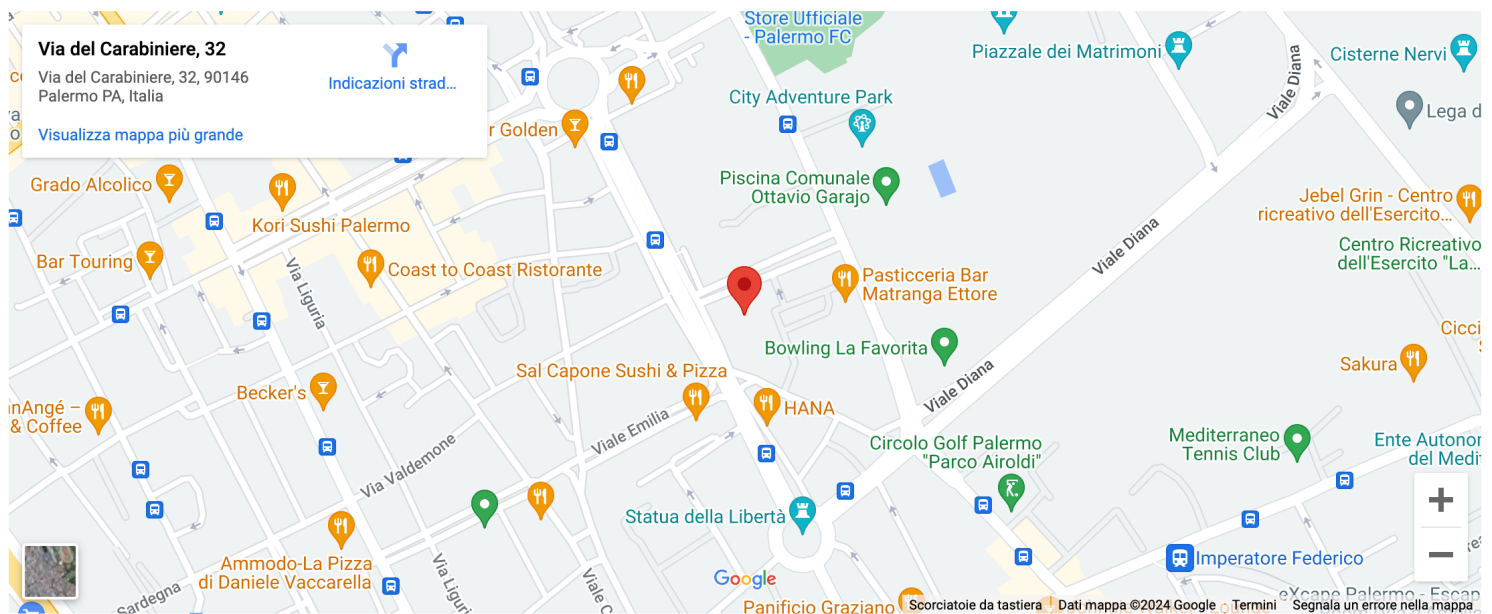 Via del Carabiniere, 32
Via del Carabiniere, 32, 90146
Palermo PA, Italia
Indicazioni strad...
Visualizza mappa più grande
Store Ufficiale
- Palermo FC
Piazzale dei Matrimoni
Viale Diana
Cisterne Nervi
City Adventure Park
Lega d
r Golden
Grado Alcolico
Piscina Comunale
Ottavio Garajo
Jebel Grin - Centro
ricreativo dell'Esercito...
Kori Sushi Palermo
Centro Ricreativo
dell'Esercito "La...
Viale Diana
Bar Touring
Via Liguria
Coast to Coast Ristorante
Pasticceria Bar
Matranga Ettore
Cicci
Bowling La Favorita
Sal Capone Sushi & Pizza
Sakura
Becker's
Viale Diana
nAngé –
& Coffee
HANA
Viale Emilia
Circolo Golf Palermo
"Parco Airoldi"
Mediterraneo
Tennis Club
Ente Autonor
del Medit
Via Valdemone
Statua della Libertà
Ammodo-La Pizza
di Daniele Vaccarella
Via Ligu
Viale C
Sardegna
Imperatore Federico
Google
Panificio Graziano
eXcape Palermo - Escap
Scorciatoie da tastiera
Dati mappa ©2024 Google
Termini
Segnala un errore nella mappa